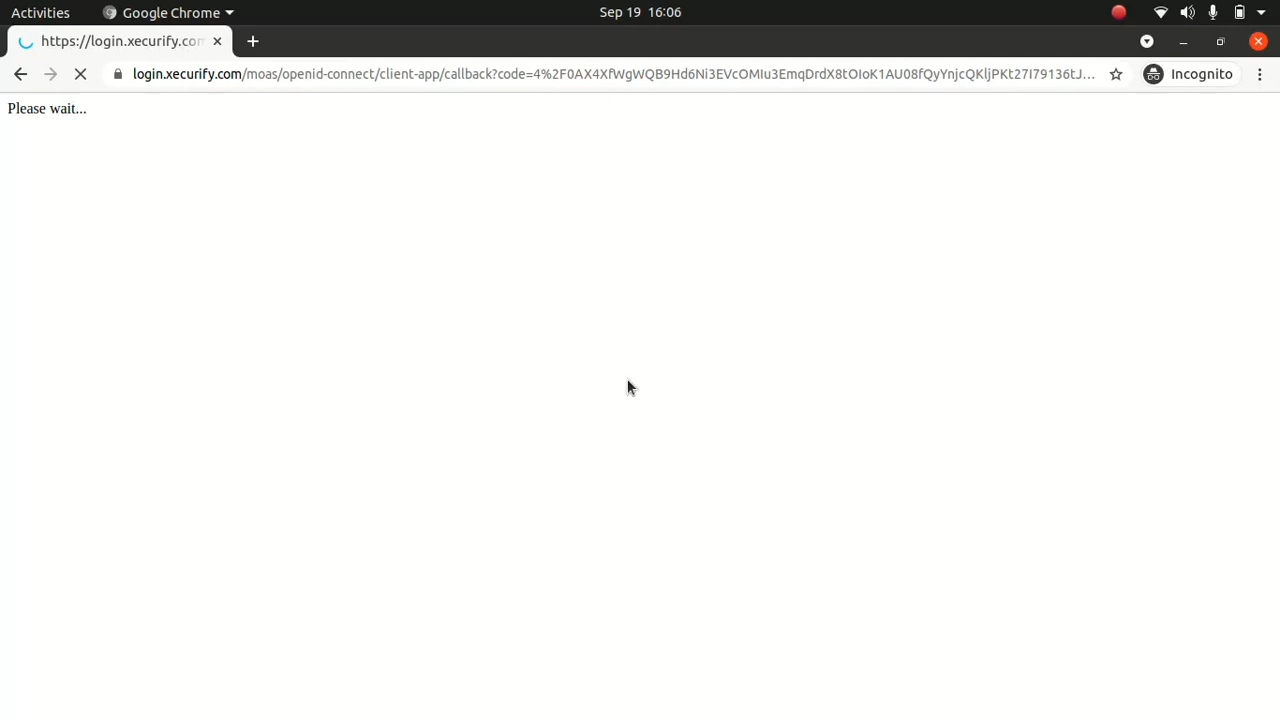 Activities
Google Chrome
Sep 19 16:06
https://login.xecurify.com
login.xecurify.com/moas/openid-connect/client-app/callback?code=4%2F0AX4XfWgWQB9Hd6Ni3EVcOMIu3EmqDrdX8tOIoK1AU08fQyYnjcQKljPKt27I79136tJ...
Incognito
Please wait...